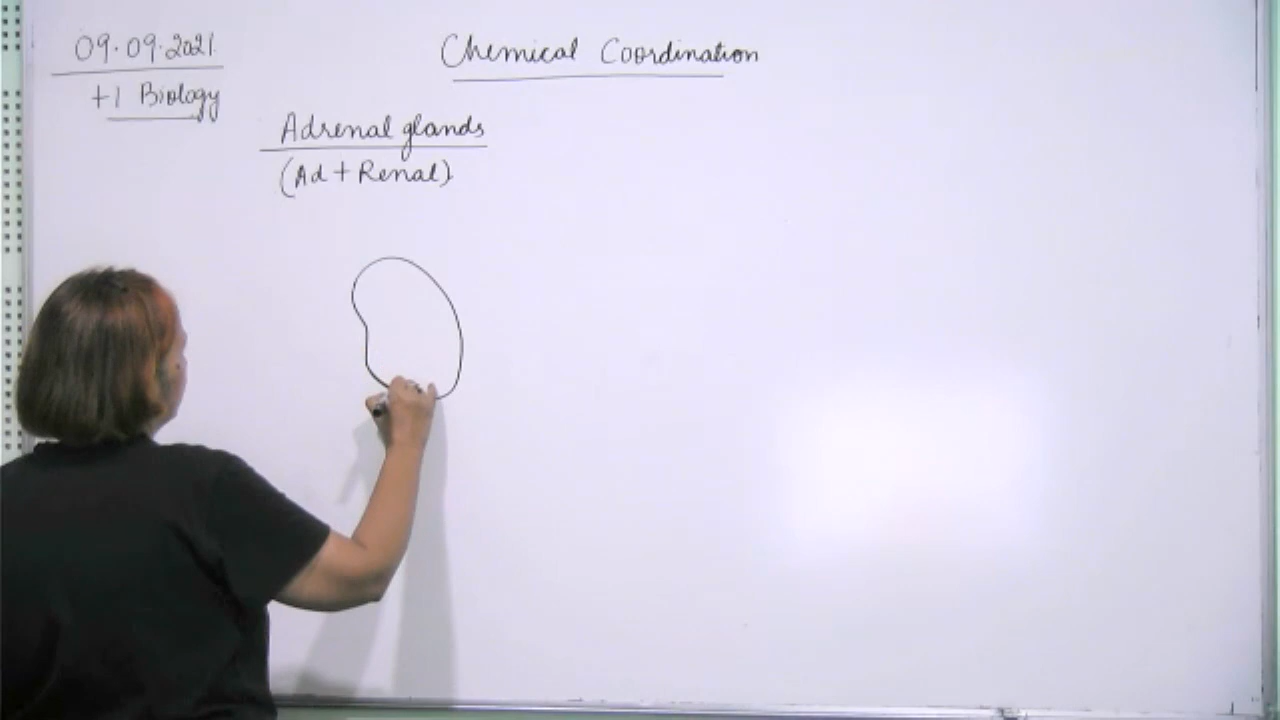 09.09.2021
+1 Biology
Chemical Coordination
Adrenal glands
(Ad + Renal)